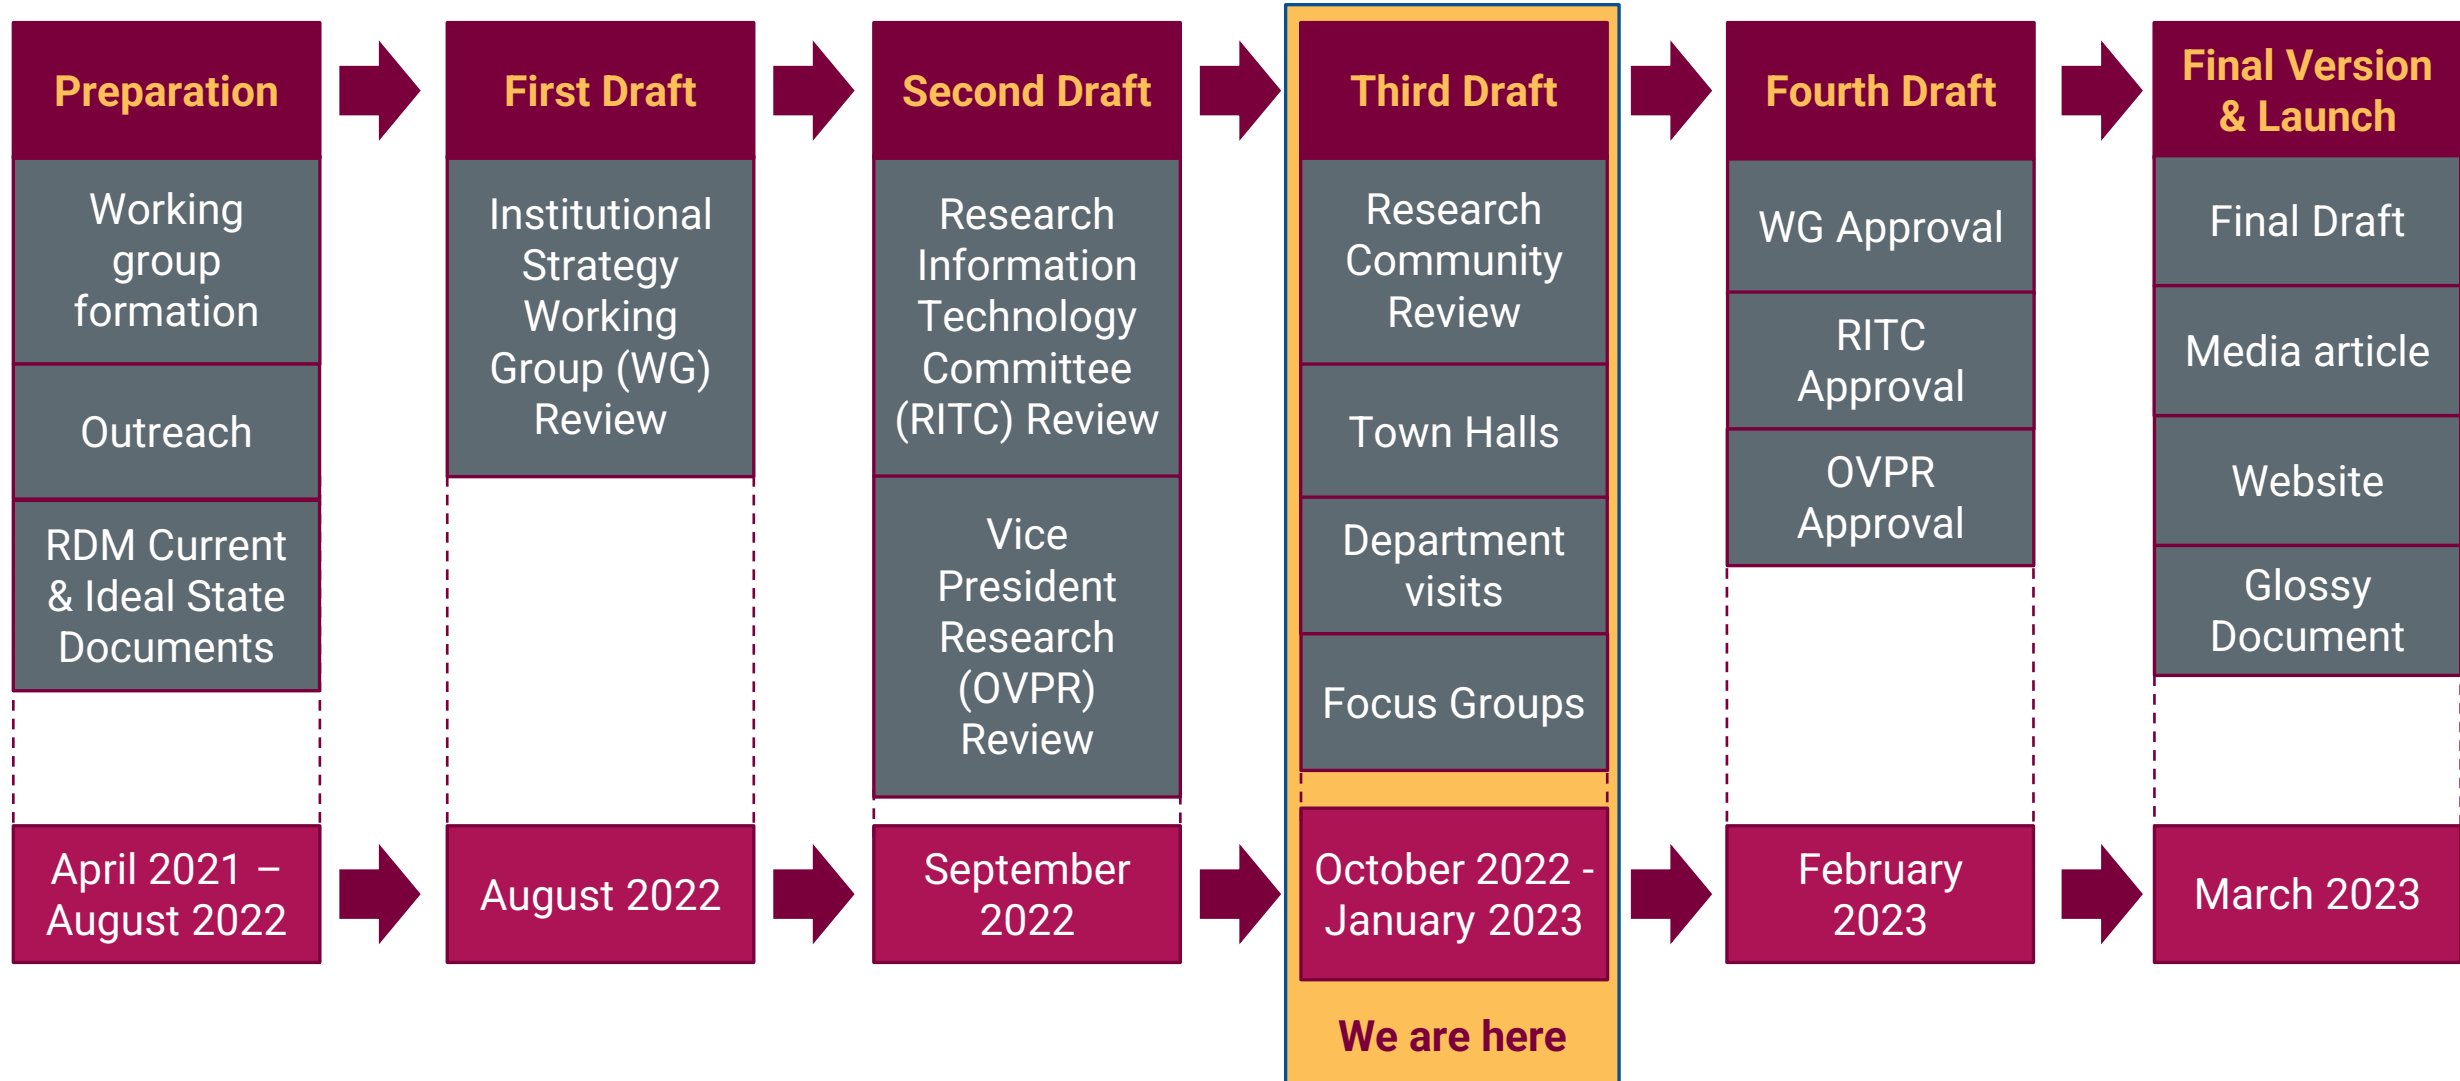 Preparation
Working
group
formation
Outreach
RDM Current
& Ideal State
Documents
April 2021 –
August 2022
First Draft
Institutional
Strategy
Working
Group (WG)
Review
August 2022
Second Draft
Research
Information
Technology
Committee
(RITC) Review
Vice
President
Research
(OVPR)
Review
September
2022
Third Draft
Research
Community
Review
Town Halls
Department
visits
Focus Groups
October 2022 -
January 2023
We are here
Fourth Draft
WG Approval
RITC
Approval
OVPR
Approval
February
2023
Final Version
& Launch
Final Draft
Media article
Website
Glossy
Document
March 2023